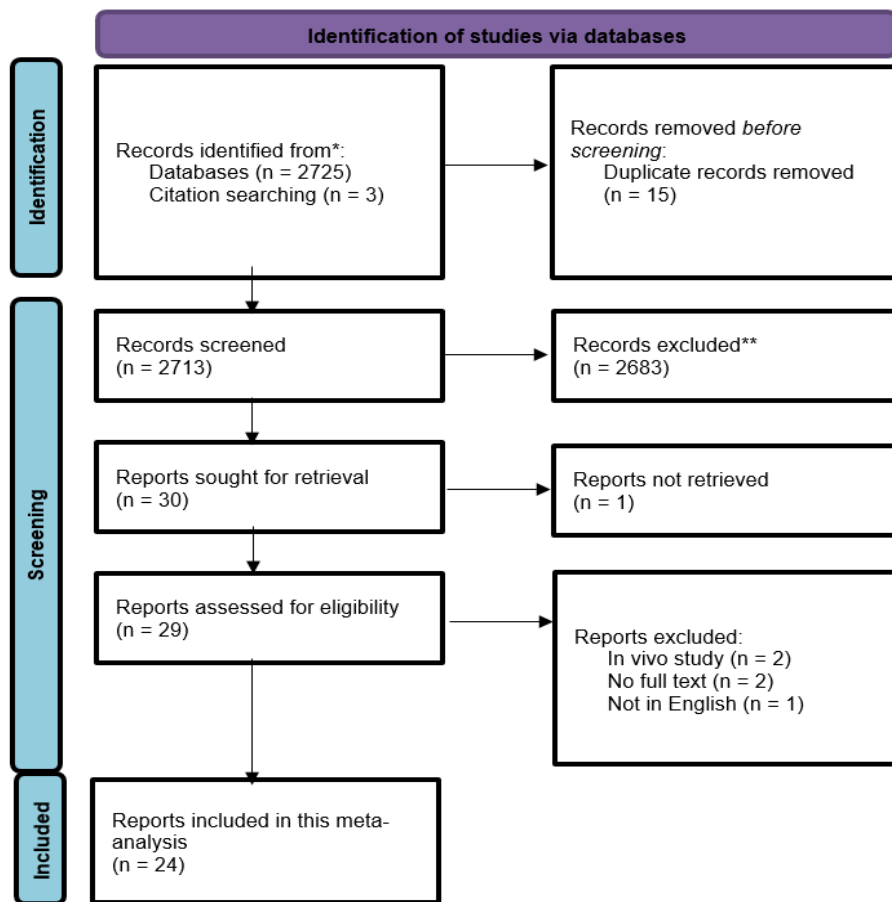 Identification of studies via databases
Identification
Records identified from*:
Databases (n = 2725)
Citation searching (n = 3)
Records removed before
screening:
Duplicate records removed
(n = 15)
Screening
Records screened
(n = 2713)
Records excluded**
(n = 2683)
Reports sought for retrieval
(n = 30)
Reports not retrieved
(n = 1)
Reports assessed for eligibility
(n = 29)
Reports excluded:
In vivo study (n = 2)
No full text (n = 2)
Not in English (n = 1)
Included
Reports included in this meta-
analysis
(n = 24)